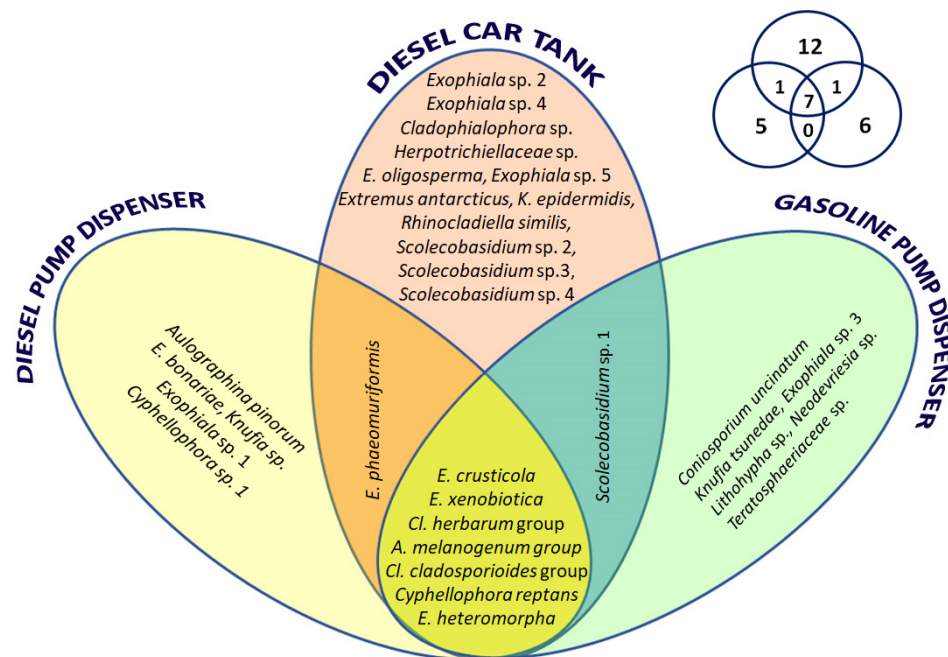 DIESEL CAR TANK
Exophiala sp. 2
Exophiala sp. 4
Cladophialophora sp.
Herpotrichiellaceae sp.
E. oligosperma, Exophiala sp. 5
Extremus antarcticus, K. epidermidis,
Rhinocladiella similis,
Scolecobasidium sp. 2,
Scolecobasidium sp.3,
Scolecobasidium sp. 4
12
1
7
1
5
0
6
DIESEL PUMP DISPENSER
Aulographina pinorum
E. bonariae, Knufia sp.
Exophiala sp. 1
Cyphellophora sp. 1
E. phaeomuriformis
E. crusticola
E. xenobiotica
Cl. herbarum group
A. melanogenum group
Cl. cladosporioides group
Cyphellophora reptans
E. heteromorpha
Scolecobasidium sp. 1
GASOLINE PUMP DISPENSER
Coniosporium uncinatum
Knufia tsunedae, Exophiala sp. 3
Lithohypha sp., Neodevriesia sp.
Teratosphaeriaceae sp.